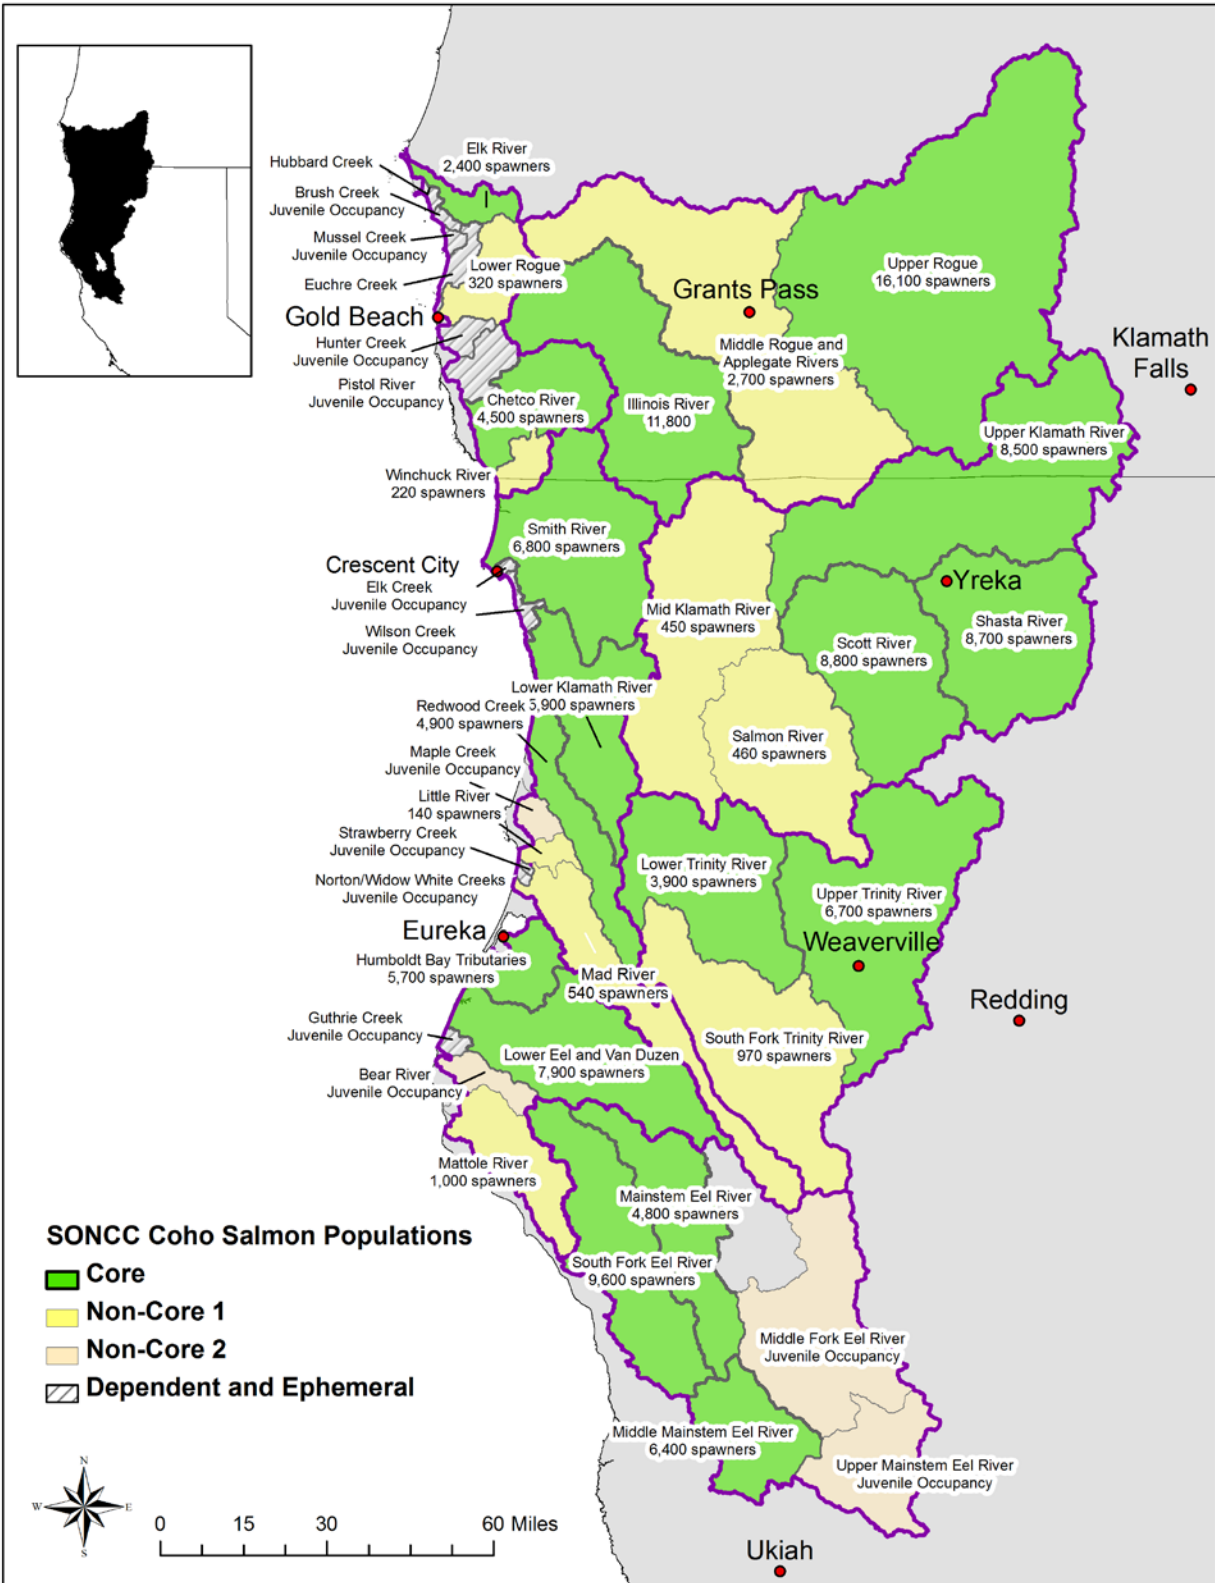 Elk River
2,400 spawners
Hubbard Creek
Brush Creek
Juvenile Occupancy
Mussel Creek
Juvenile Occupancy
Euchre Creek
Lower Rogue
320 spawners
Upper Rogue
16,100 spawners
Grants Pass
Gold Beach
Hunter Creek
Juvenile Occupancy
Pistol River
Juvenile Occupancy
Middle Rogue and
Applegate Rivers
2,700 spawners
Klamath
Falls
Chetco River
4,500 spawners
Illinois River
11,800
Upper Klamath River
8,500 spawners
Winchuck River
220 spawners
Smith River
6,800 spawners
Crescent City
Elk Creek
Juvenile Occupancy
Wilson Creek
Juvenile Occupancy
Yreka
Mid Klamath River
450 spawners
Scott River
8,800 spawners
Shasta River
8,700 spawners
Lower Klamath River
5,900 spawners
Redwood Creek
4,900 spawners
Salmon River
460 spawners
Maple Creek
Juvenile Occupancy
Little River
140 spawners
Strawberry Creek
Juvenile Occupancy
Norton/Widow White Creeks
Juvenile Occupancy
Lower Trinity River
3,900 spawners
Upper Trinity River
6,700 spawners
Eureka
Weaverville
Humboldt Bay Tributaries
5,700 spawners
Mad River
540 spawners
Redding
Guthrie Creek
Juvenile Occupancy
South Fork Trinity River
970 spawners
Lower Eel and Van Duzen
7,900 spawners
Bear River
Juvenile Occupancy
Mattole River
1,000 spawners
Mainstem Eel River
4,800 spawners
South Fork Eel River
9,600 spawners
Middle Fork Eel River
Juvenile Occupancy
Middle Mainstem Eel River
6,400 spawners
Upper Mainstem Eel River
Juvenile Occupancy
SONCC Coho Salmon Populations
Core
Non-Core 1
Non-Core 2
Dependent and Ephemeral
N
W E
S
0 15 30 60 Miles
Ukiah